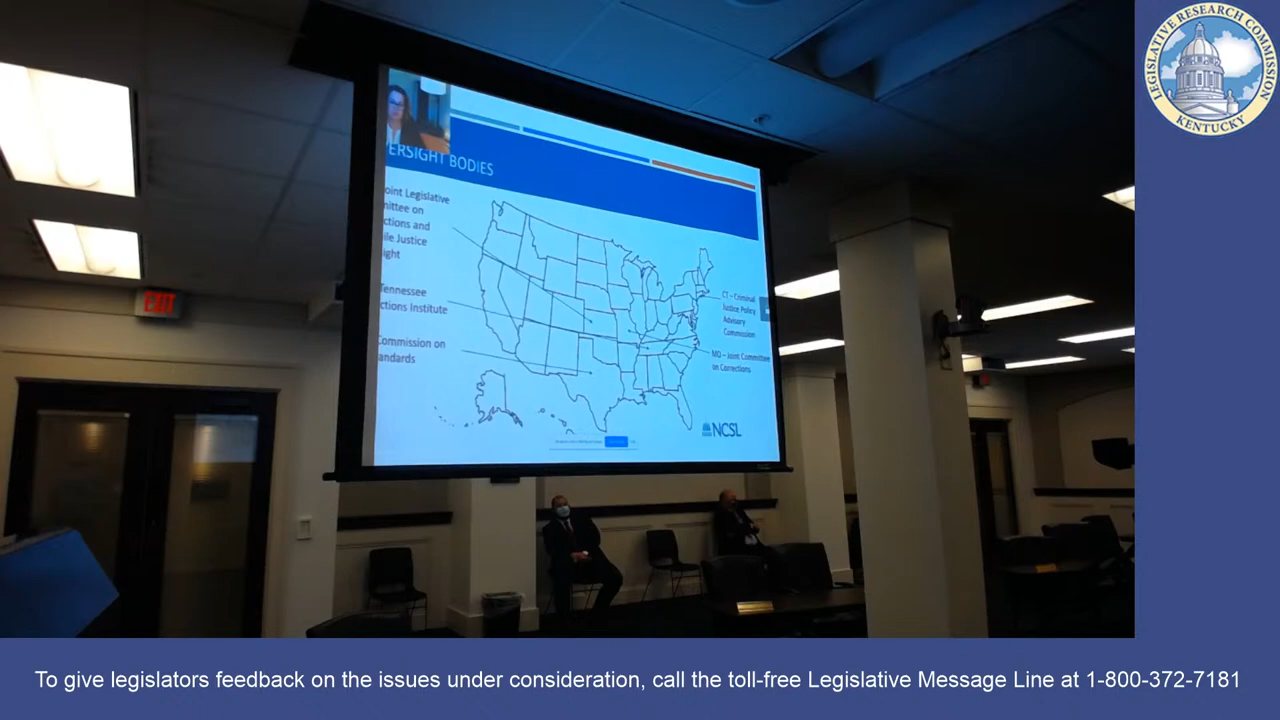 LEGISLATIVE RESEARCH COMMISSION
KENTUCKY
ERSIGHT BODIES
oint Legislative
mittee on
ctions and
ile Justice
ight
Tennessee
ctions Institute
Commission on
andards
CT – Criminal
Justice Policy
Advisory
Commission
MO – Joint Committee
on Corrections
NCSL
EXIT
To give legislators feedback on the issues under consideration, call the toll-free Legislative Message Line at 1-800-372-7181